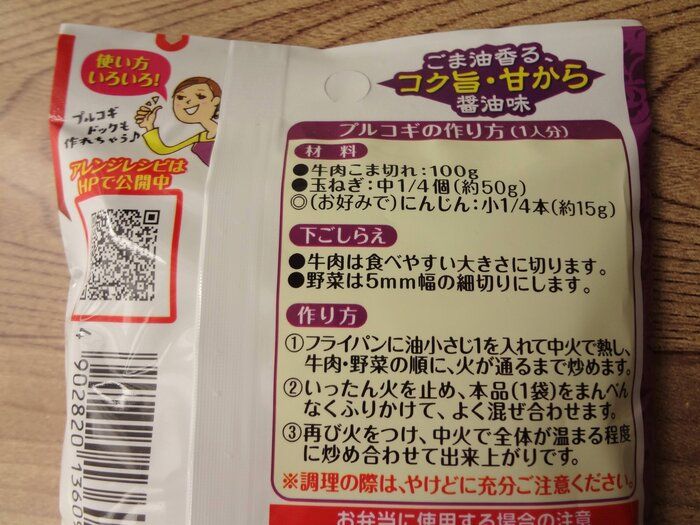 使い方
いろいろ!
プルコギ
ドックも
作れちゃう♪
アレンジレシピは
HPで公開中
4 902820 13609
ごま油香る、
コク旨・甘から
醤油味
プルコギの作り方(1人分)
材料
●牛肉こま切れ:100g
●玉ねぎ:中1/4個(約50g)
◎(お好みで)にんじん:小1/4本(約15g)
下ごしらえ
●牛肉は食べやすい大きさに切ります。
●野菜は5mm幅の細切りにします。
作り方
①フライパンに油小さじ1を入れて中火で熱し、
牛肉・野菜の順に、火が通るまで炒めます。
②いったん火を止め、本品(1袋)をまんべん
なくふりかけて、よく混ぜ合わせます。
③再び火をつけ、中火で全体が温まる程度
に炒め合わせて出来上がりです。
※調理の際は、やけどに充分ご注意ください。
お弁当に使用する場合の注意